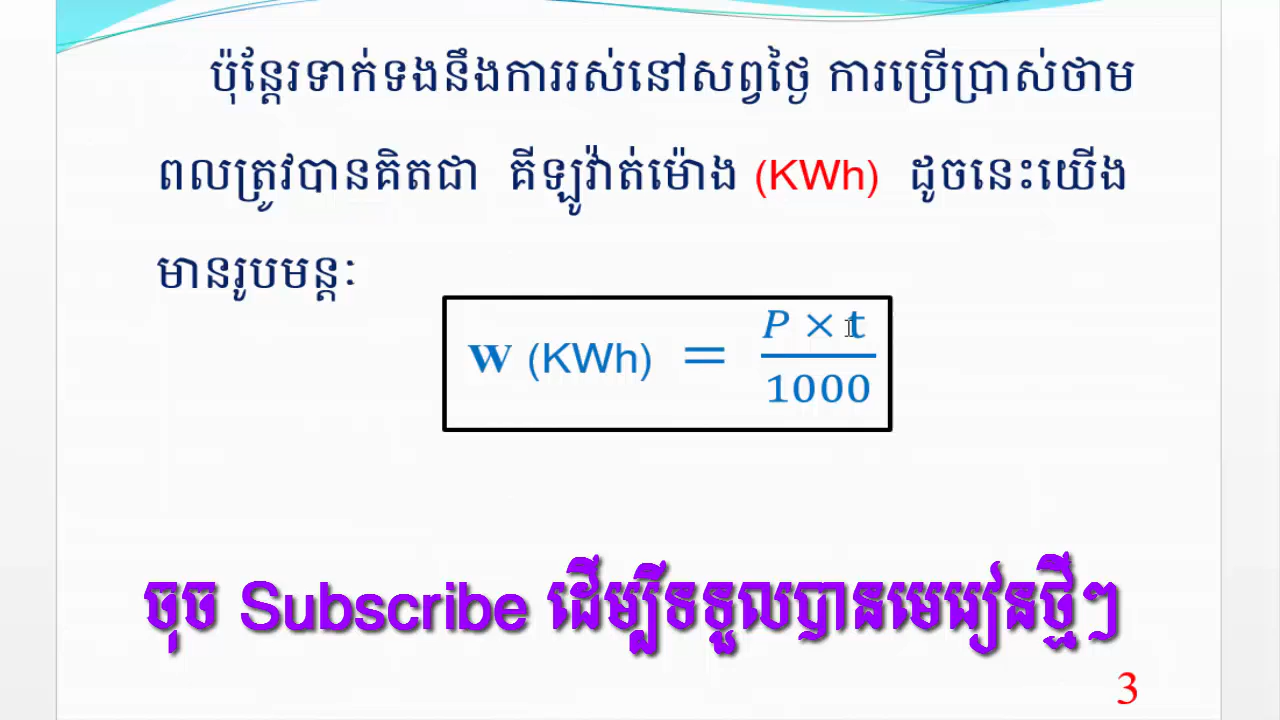 ប៉ុន្តែរទាក់ទងនឹងការរស់នៅសព្វថ្ងៃ ការប្រើប្រាស់ថាម
ពលត្រូវបានគិតជា គីឡូវ៉ាត់ម៉ោង (KWh) ដូចនេះយើង
មានរូបមន្តៈ
W (KWh) = P × t / 1000
ចុច Subscribe ដើម្បីទទួលបានមេរៀនថ្មីៗ
3